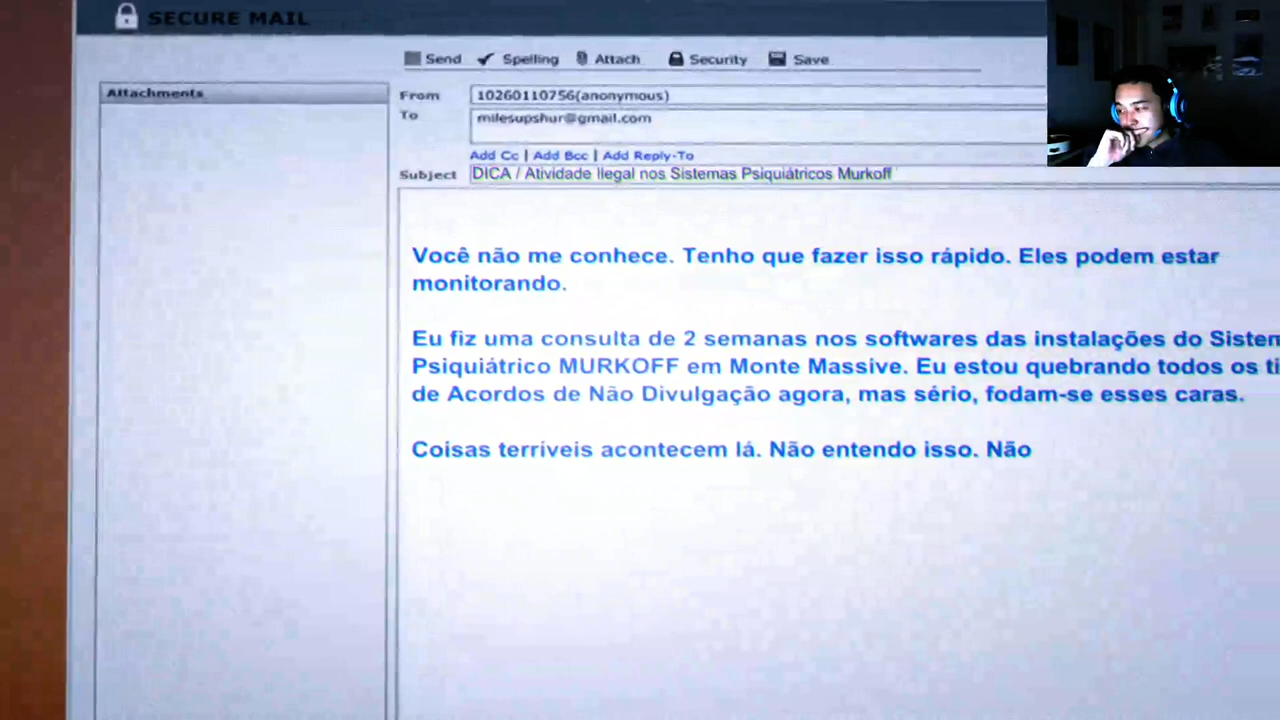 SECURE MAIL
Send Spelling Attach Security Save
Attachments
From 10260110756(anonymous)
To milesupshur@gmail.com
Add Cc | Add Bcc | Add Reply-To
Subject DICA / Atividade Ilegal nos Sistemas Psiquiátricos Murkoff
Você não me conhece. Tenho que fazer isso rápido. Eles podem estar
monitorando.
Eu fiz uma consulta de 2 semanas nos softwares das instalações do
Psiquiátrico MURKOFF em Monte Massive. Eu estou quebrando todos os
de Acordos de Não Divulgação agora, mas sério, fodam-se esses caras.
Coisas terríveis acontecem lá. Não entendo isso. Não